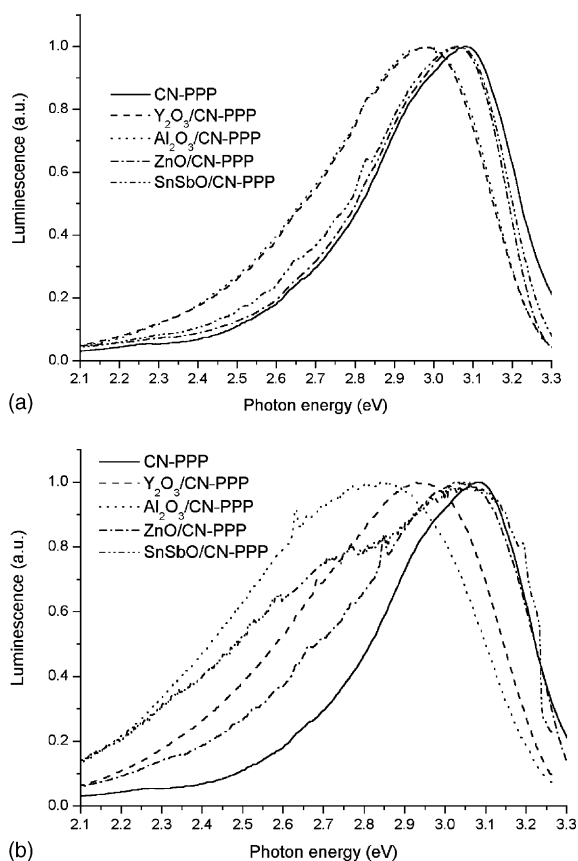 1.0
0.8
0.6
0.4
0.2
0.0
Luminescence (a.u.)
CN-PPP
Y₂O₃/CN-PPP
Al₂O₃/CN-PPP
ZnO/CN-PPP
SnSbO/CN-PPP
2.1 2.2 2.3 2.4 2.5 2.6 2.7 2.8 2.9 3.0 3.1 3.2 3.3
Photon energy (eV)
(a)
1.0
0.8
0.6
0.4
0.2
0.0
Luminescence (a.u.)
CN-PPP
Y₂O₃/CN-PPP
Al₂O₃/CN-PPP
ZnO/CN-PPP
SnSbO/CN-PPP
2.1 2.2 2.3 2.4 2.5 2.6 2.7 2.8 2.9 3.0 3.1 3.2 3.3
Photon energy (eV)
(b)